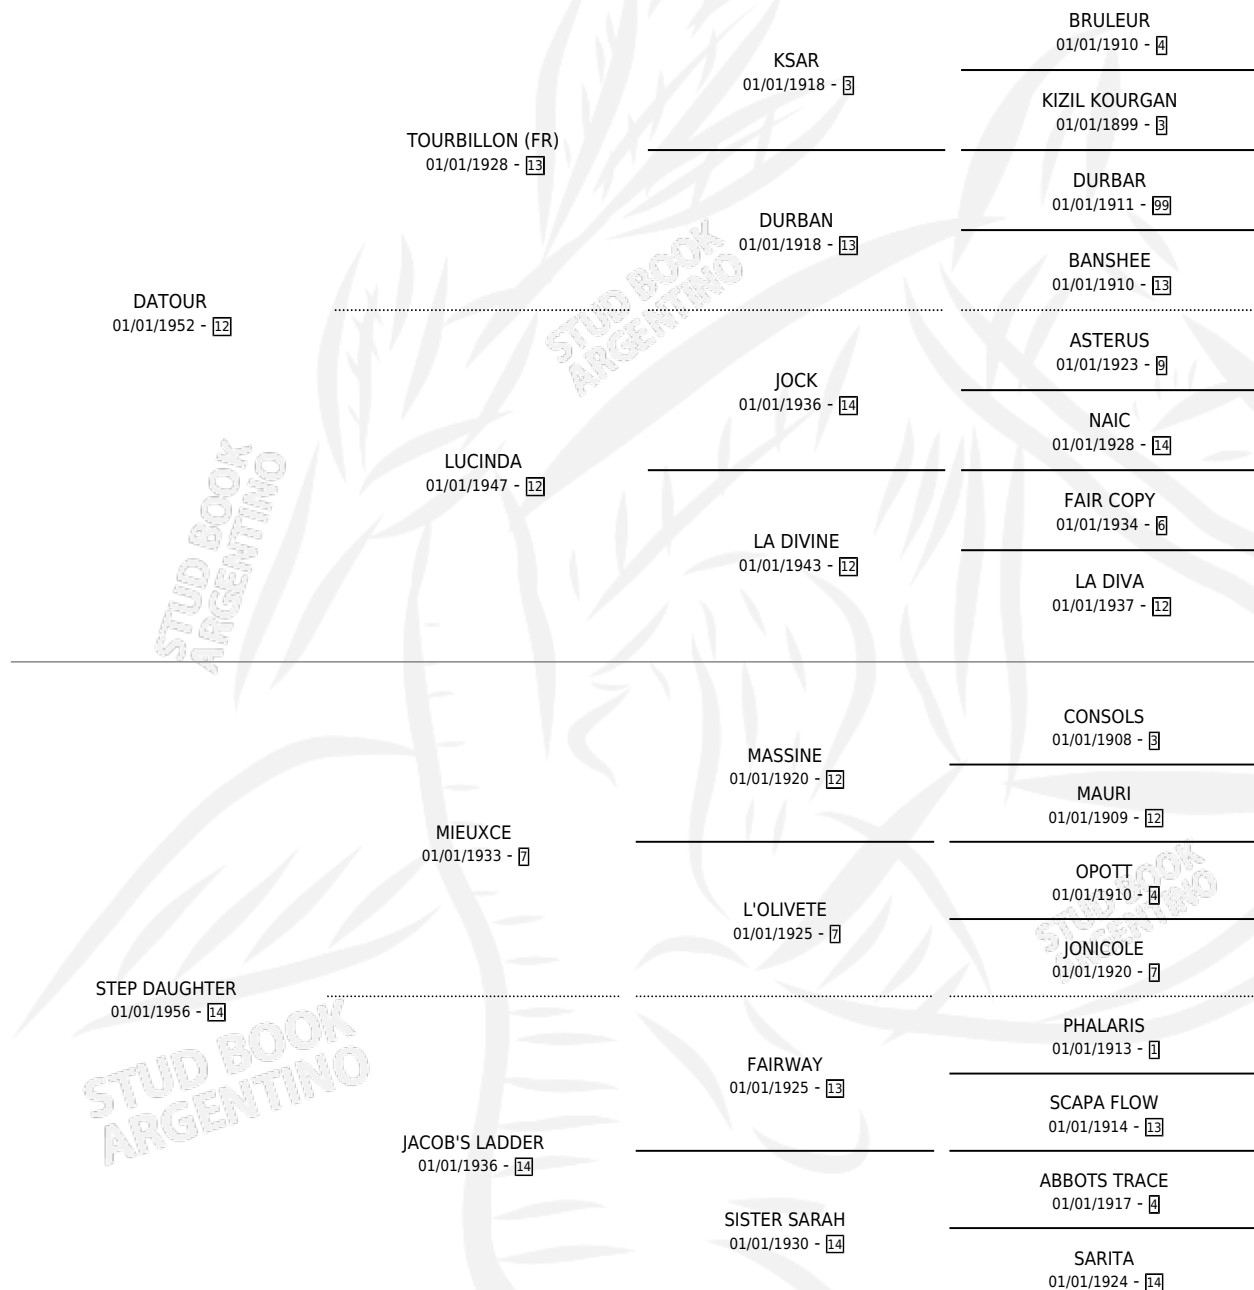 BRULEUR
01/01/1910 - 4
KSAR
01/01/1918 - 3
KIZIL KOURGAN
01/01/1899 - 3
TOURBILLON (FR)
01/01/1928 - 13
DURBAR
01/01/1911 - 99
DURBAN
01/01/1918 - 13
BANSHEE
01/01/1910 - 13
DATOUR
01/01/1952 - 12
ASTERUS
01/01/1923 - 9
JOCK
01/01/1936 - 14
NAIC
01/01/1928 - 14
LUCINDA
01/01/1947 - 12
FAIR COPY
01/01/1934 - 6
LA DIVINE
01/01/1943 - 12
LA DIVA
01/01/1937 - 12
CONSOLS
01/01/1908 - 3
MASSINE
01/01/1920 - 12
MAURI
01/01/1909 - 12
MIEUXCE
01/01/1933 - 7
OPOTT
01/01/1910 - 4
L'OLIVETE
01/01/1925 - 7
JONICOLE
01/01/1920 - 7
STEP DAUGHTER
01/01/1956 - 14
PHALARIS
01/01/1913 - 1
FAIRWAY
01/01/1925 - 13
SCAPA FLOW
01/01/1914 - 13
JACOB'S LADDER
01/01/1936 - 14
ABBOTS TRACE
01/01/1917 - 4
SISTER SARAH
01/01/1930 - 14
SARITA
01/01/1924 - 14
STUD BOOK
ARGENTINO
STUD BOOK
ARGENTINO
STUD BOOK
ARGENTINO
STUD BOOK
ARGENTINO